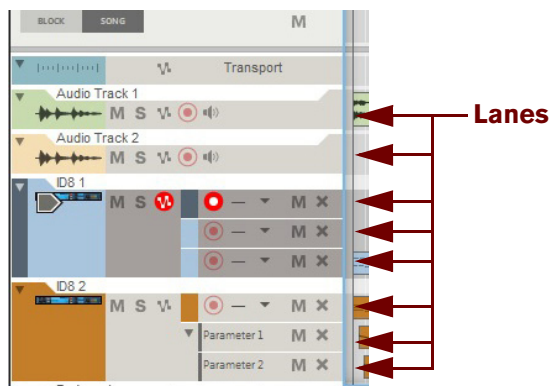 BLOCK SONG M
Transport
Audio Track 1
M S
Lanes
Audio Track 2
M S
ID8 1
M S M
M
M
ID8 2
M S M
Parameter 1 M
Parameter 2 M